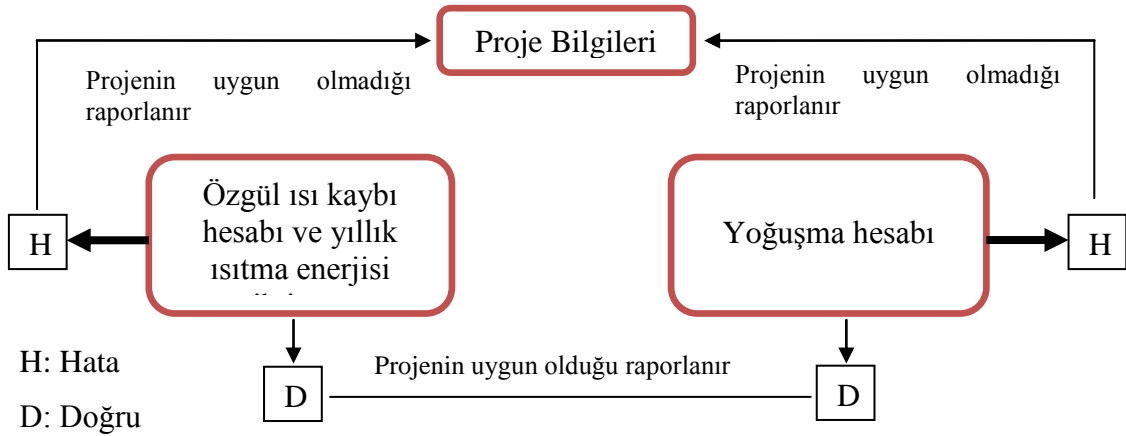 Proje Bilgileri
Projenin uygun olmadığı
raporlanır
Projenin uygun olmadığı
raporlanır
Özgül ısı kaybı
hesabı ve yıllık
ısıtma enerjisi
Yoğuşma hesabı
H
H
H: Hata
D: Doğru
D
Projenin uygun olduğu raporlanır
D